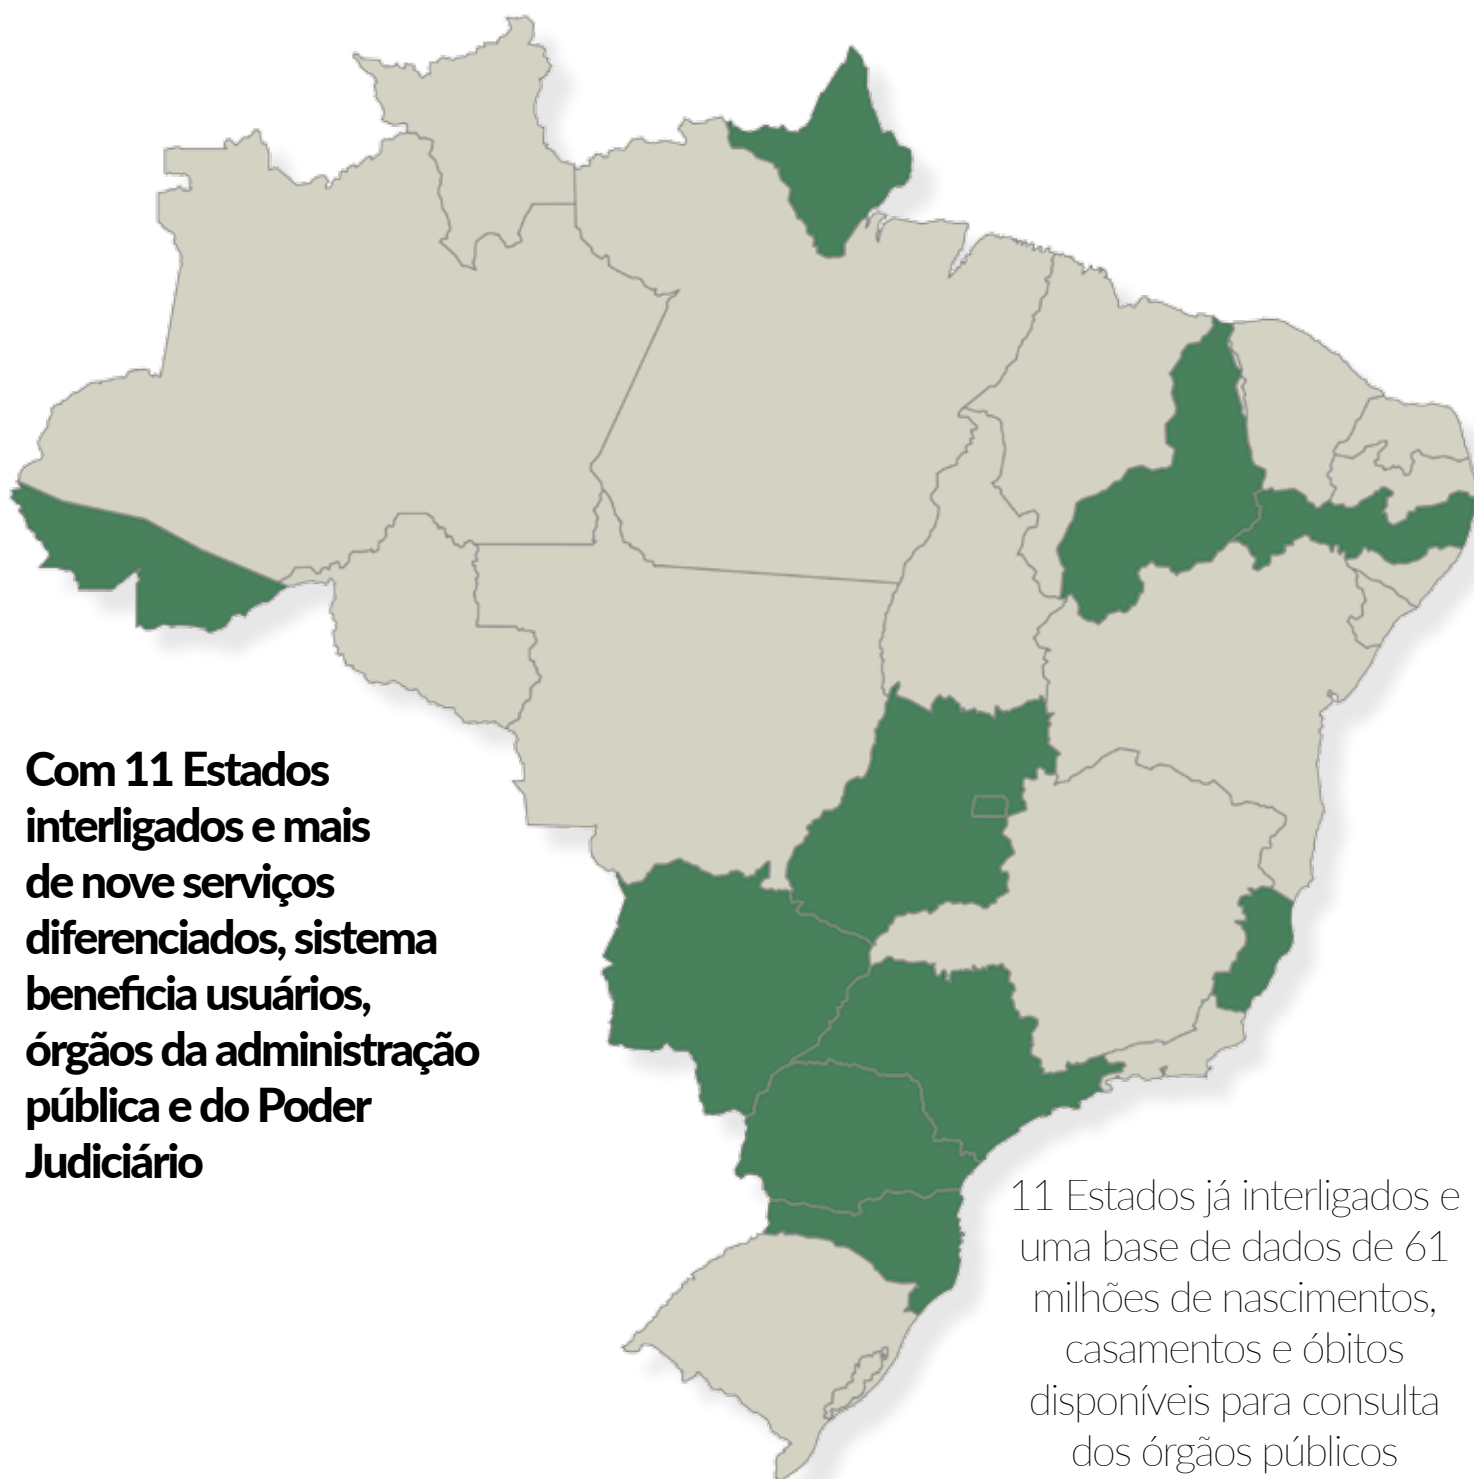 Com 11 Estados
interligados e mais
de nove serviços
diferenciados, sistema
beneficia usuários,
órgãos da administração
pública e do Poder
Judiciário
11 Estados já interligados e
uma base de dados de 61
milhões de nascimentos,
casamentos e óbitos
disponíveis para consulta
dos órgãos públicos